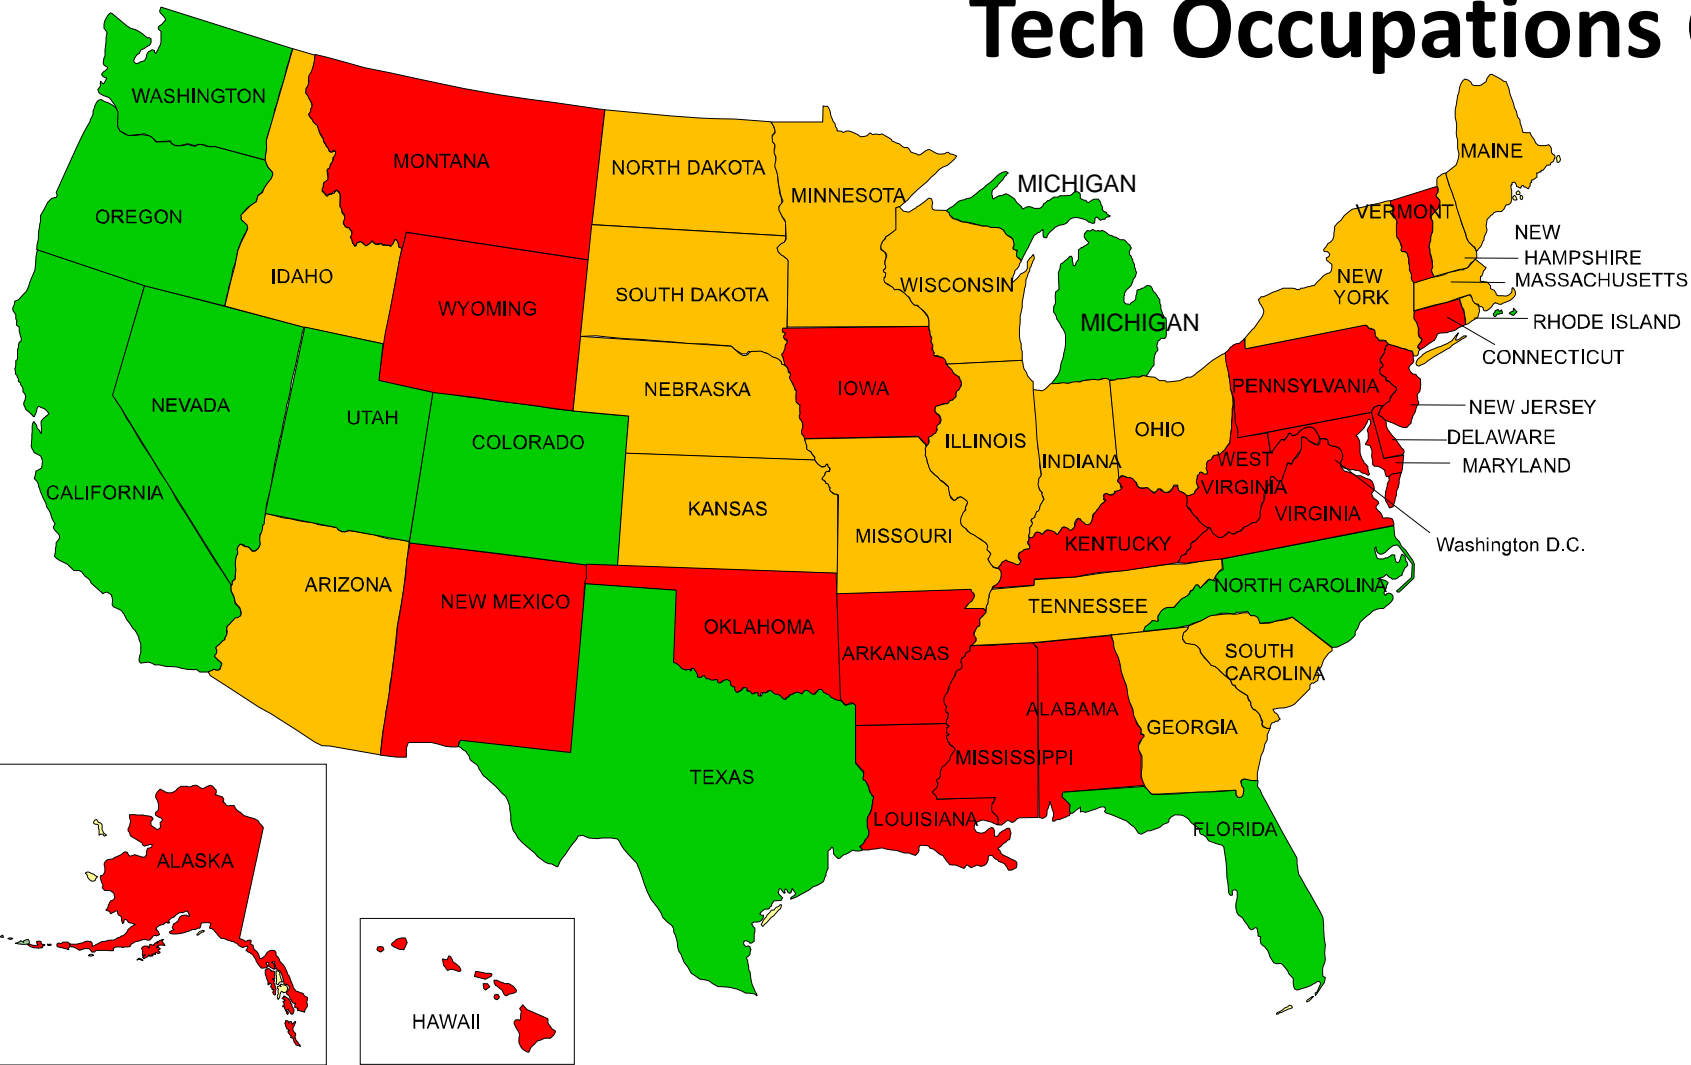 Tech Occupations
WASHINGTON
MONTANA
NORTH DAKOTA
MINNESOTA
MICHIGAN
MAINE
OREGON
VERMONT
NEW
HAMPSHIRE
IDAHO
WYOMING
SOUTH DAKOTA
WISCONSIN
MICHIGAN
NEW
YORK
MASSACHUSETTS
RHODE ISLAND
CONNECTICUT
NEVADA
UTAH
COLORADO
NEBRASKA
IOWA
ILLINOIS
INDIANA
OHIO
PENNSYLVANIA
NEW JERSEY
DELAWARE
MARYLAND
CALIFORNIA
KANSAS
MISSOURI
KENTUCKY
WEST
VIRGINIA
VIRGINIA
Washington D.C.
ARIZONA
NEW MEXICO
OKLAHOMA
ARKANSAS
TENNESSEE
NORTH CAROLINA
SOUTH
CAROLINA
TEXAS
LOUISIANA
MISSISSIPPI
ALABAMA
GEORGIA
FLORIDA
ALASKA
HAWAII